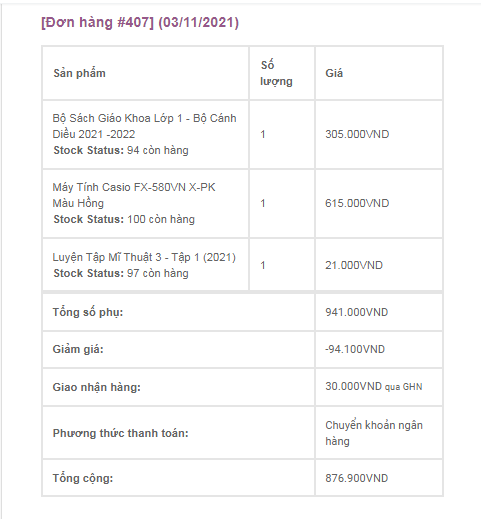 [Đơn hàng #407] (03/11/2021)
Sản phẩm
Số
lượng
Giá
Bộ Sách Giáo Khoa Lớp 1 - Bộ Cánh
Diều 2021 -2022
Stock Status: 94 còn hàng
1
305.000VND
Máy Tính Casio FX-580VN X-PK
Màu Hồng
Stock Status: 100 còn hàng
1
615.000VND
Luyện Tập Mĩ Thuật 3 - Tập 1 (2021)
Stock Status: 97 còn hàng
1
21.000VND
Tổng số phụ:
941.000VND
Giảm giá:
-94.100VND
Giao nhận hàng:
30.000VND qua GHN
Phương thức thanh toán:
Chuyển khoản ngân
hàng
Tổng cộng:
876.900VND